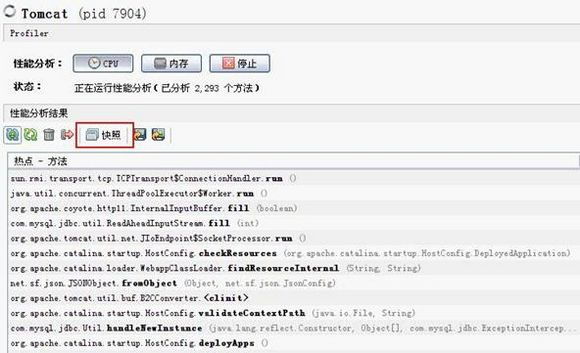 Tomcat (pid 7904)
Profiler
性能分析： CPU 内存 停止
状态： 正在运行性能分析(已分析 2,293 个方法)
性能分析结果
快照
热点 - 方法
sun.rmi.transport.tcp.TCPTransport$ConnectionHandler.run ()
java.util.concurrent.ThreadPoolExecutor$Worker.run ()
org.apache.coyote.http11.InternalInputBuffer.fill (boolean)
com.mysql.jdbc.util.ReadAheadInputStream.fill (int)
org.apache.tomcat.util.net.JIoEndpoint$SocketProcessor.run ()
org.apache.catalina.startup.HostConfig.checkResources (org.apache.catalina.startup.HostConfig.DeployedApplication)
org.apache.catalina.loader.WebappClassLoader.findResourceInternal (String, String)
net.sf.json.JSONObject.fromObject (Object, net.sf.json.JsonConfig)
org.apache.tomcat.util.buf.B2CConverter.<clinit>
org.apache.catalina.startup.HostConfig.validateContextPath (java.io.File, String)
com.mysql.jdbc.Util.handleNewInstance (java.lang.reflect.Constructor, Object[], com.mysql.jdbc.ExceptionIntercep...
org.apache.catalina.startup.HostConfig.deployApps ()